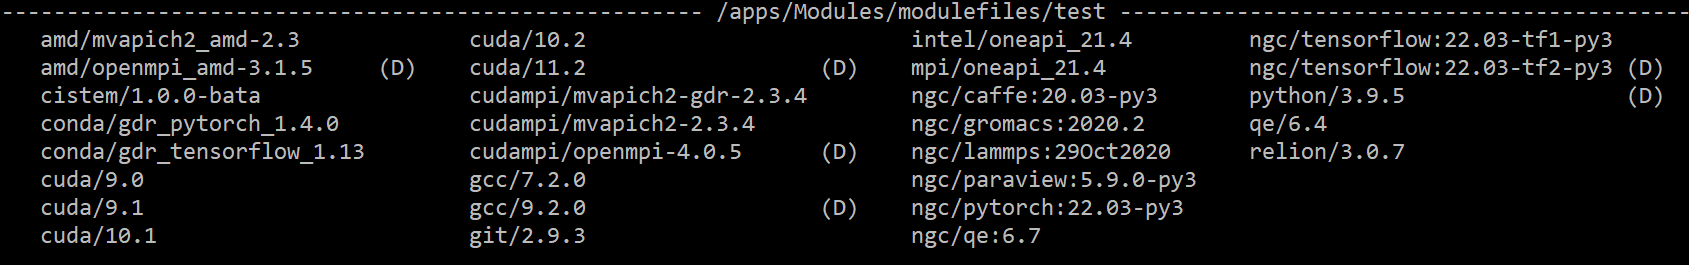 ------------------------------------------------------ /apps/Modules/modulefiles/test --------------------------------------------
amd/mvapich2_amd-2.3 cuda/10.2 intel/oneapi_21.4 ngc/tensorflow:22.03-tf1-py3
amd/openmpi_amd-3.1.5 (D) cuda/11.2 (D) mpi/oneapi_21.4 ngc/tensorflow:22.03-tf2-py3 (D)
cistem/1.0.0-bata cudampi/mvapich2-gdr-2.3.4 ngc/caffe:20.03-py3 python/3.9.5 (D)
conda/gdr_pytorch_1.4.0 cudampi/mvapich2-2.3.4 ngc/gromacs:2020.2 qe/6.4
conda/gdr_tensorflow_1.13 cudampi/openmpi-4.0.5 (D) ngc/lammps:29Oct2020 relion/3.0.7
cuda/9.0 gcc/7.2.0 ngc/paraview:5.9.0-py3
cuda/9.1 gcc/9.2.0 (D) ngc/pytorch:22.03-py3
cuda/10.1 git/2.9.3 ngc/qe:6.7